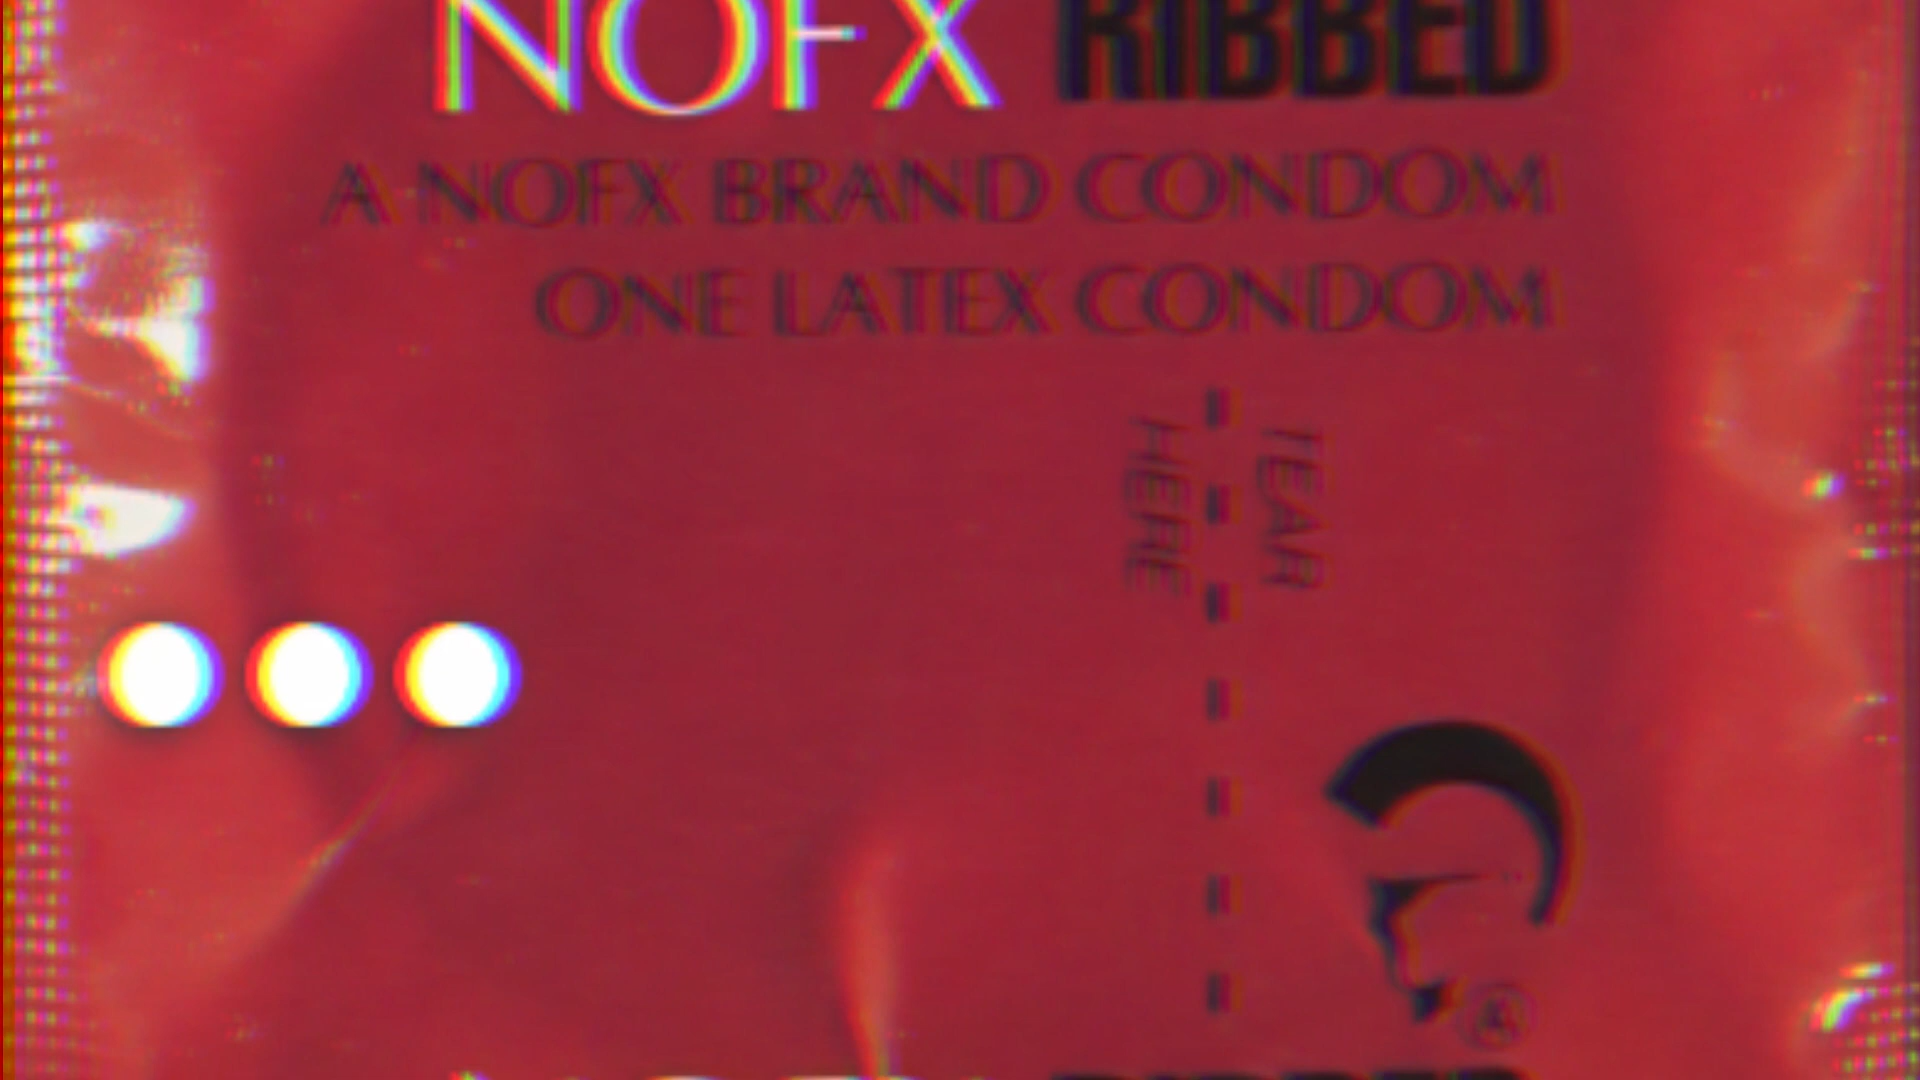 NOFX RIBBED
A NOFX BRAND CONDOM
ONE LATEX CONDOM
TEAR
HERE